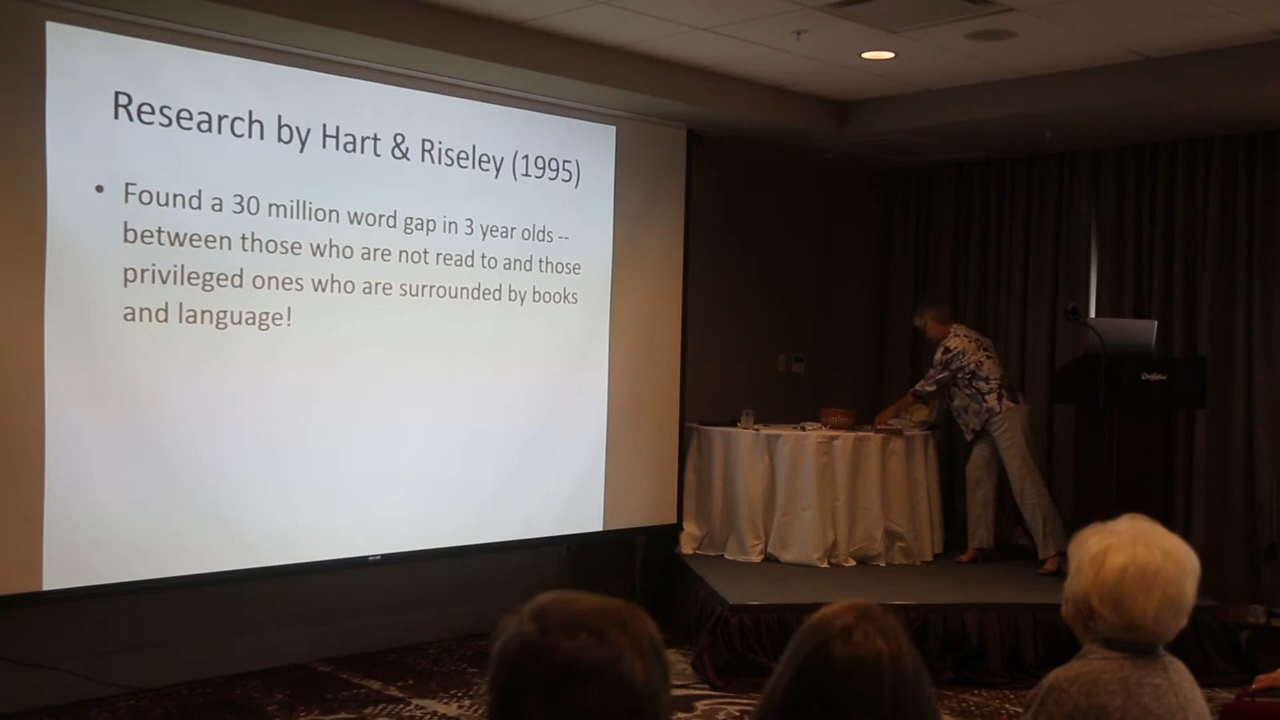 Research by Hart & Riseley (1995)
• Found a 30 million word gap in 3 year olds --
between those who are not read to and those
privileged ones who are surrounded by books
and language!